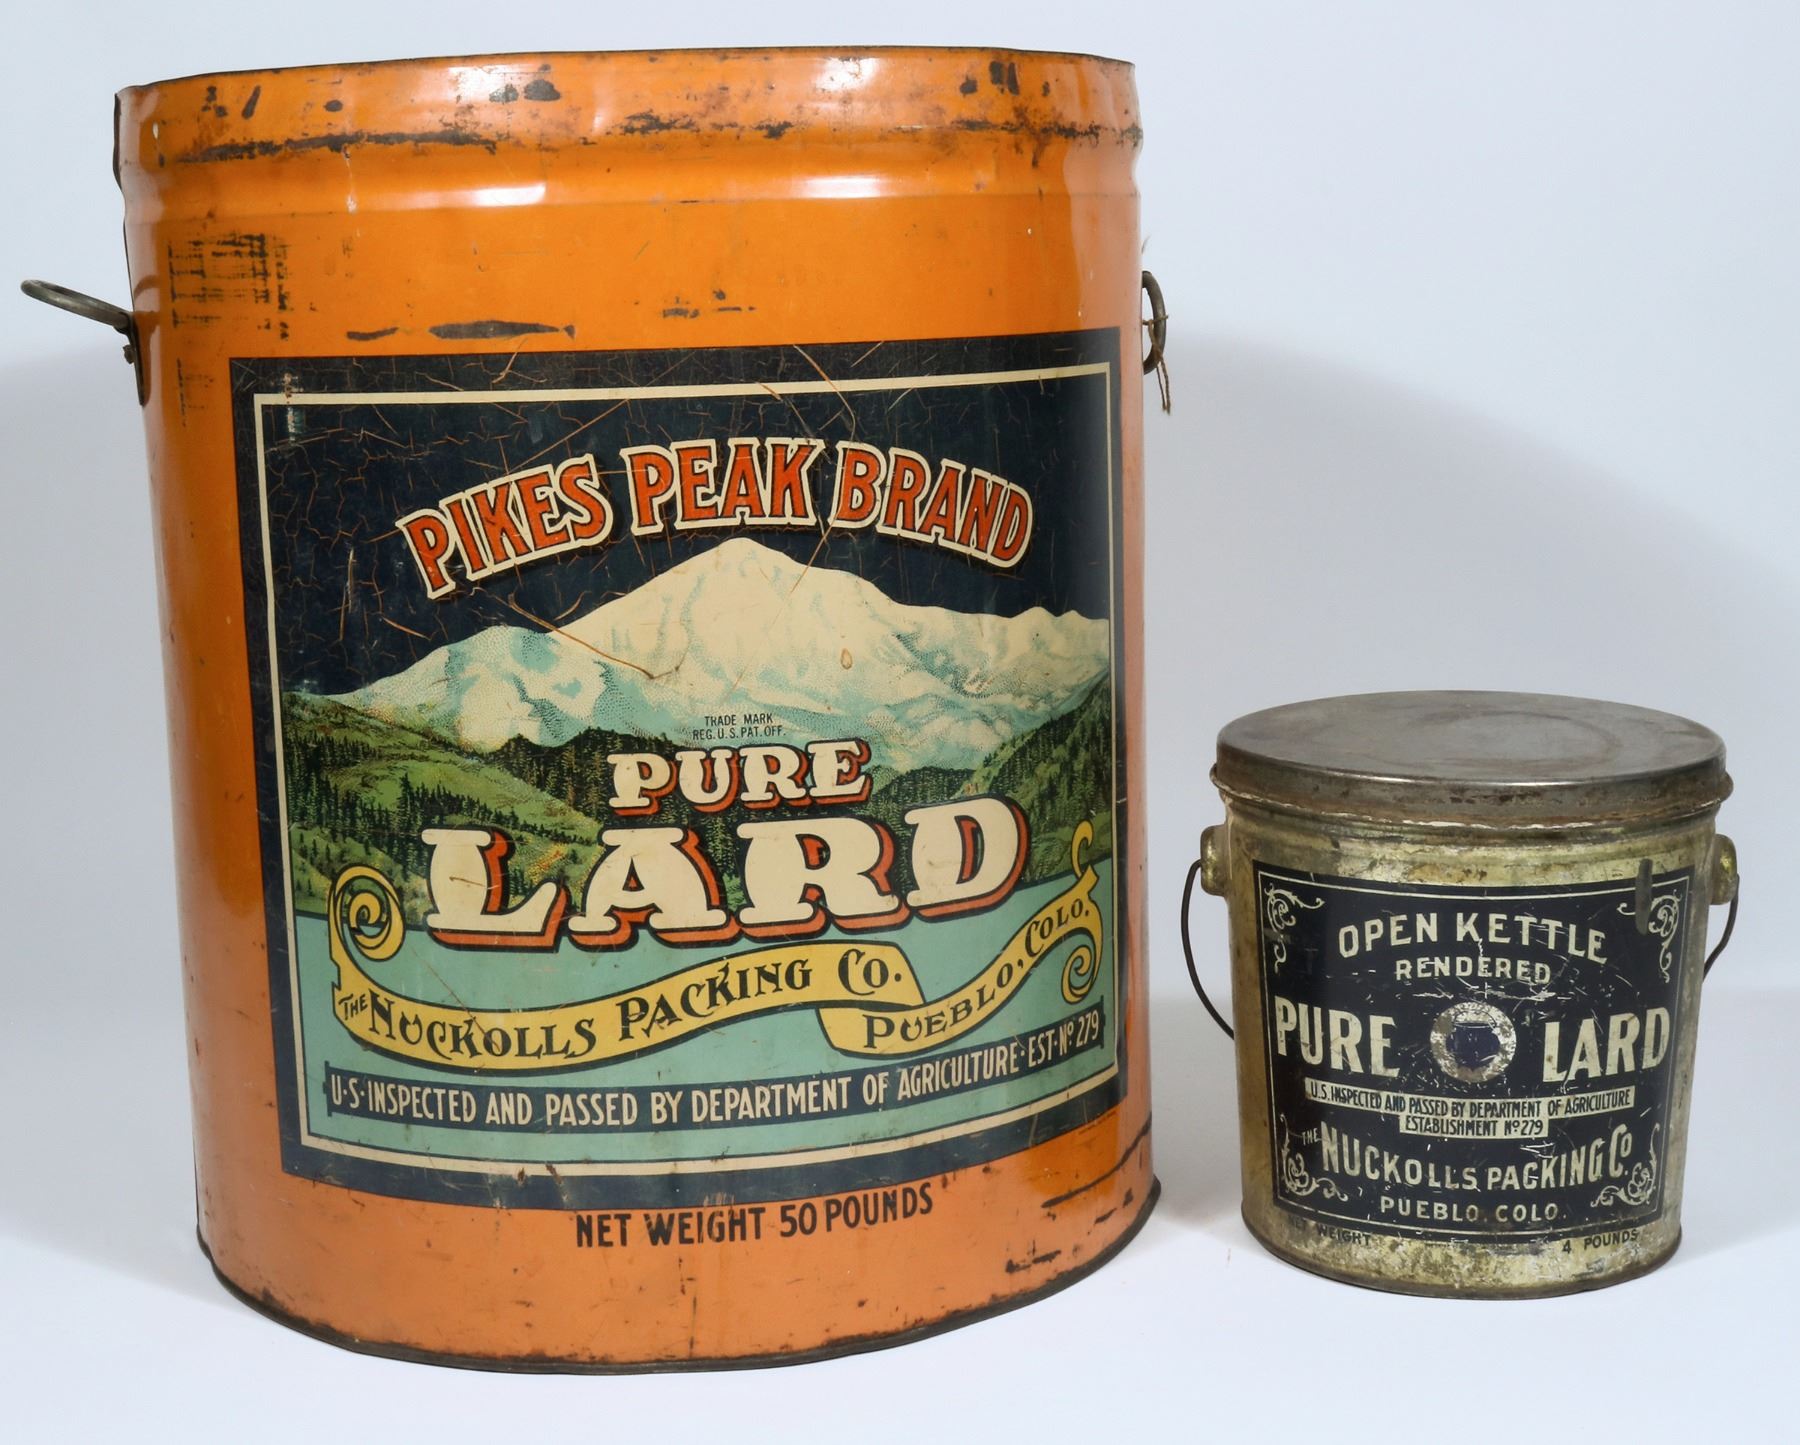 PIKES PEAK BRAND
TRADE MARK
REG. U.S. PAT. OFF.
PURE
LARD
THE NUCKOLLS PACKING CO.
PUEBLO, COLO.
U·S·INSPECTED AND PASSED BY DEPARTMENT OF AGRICULTURE·EST·Nº 279
NET WEIGHT 50 POUNDS
OPEN KETTLE
RENDERED
PURE LARD
U.S. INSPECTED AND PASSED BY DEPARTMENT OF AGRICULTURE
ESTABLISHMENT Nº 279
THE NUCKOLLS PACKING CO
PUEBLO, COLO.
NET WEIGHT 4 POUNDS